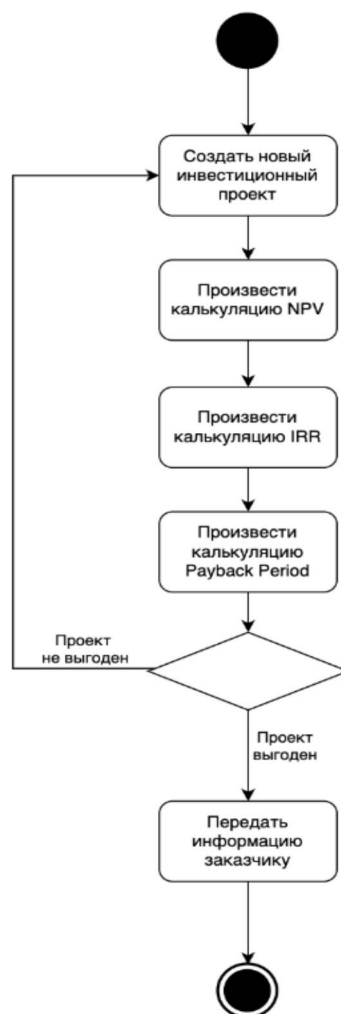 Создать новый
инвестиционный
проект
Произвести
калькуляцию NPV
Произвести
калькуляцию IRR
Произвести
калькуляцию
Payback Period
Проект
не выгоден
Проект
выгоден
Передать
информацию
заказчику